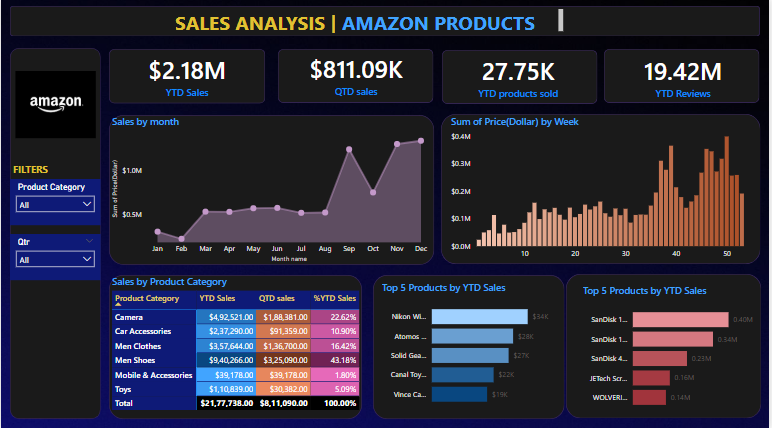 SALES ANALYSIS | AMAZON PRODUCTS
amazon
$2.18M
YTD Sales
$811.09K
QTD sales
27.75K
YTD products sold
19.42M
YTD Reviews
FILTERS
Product Category
All
Qtr
All
Sales by month
Sum of Price(Dollar)
$1.0M
$0.5M
Jan Feb Mar Apr May Jun Jul Aug Sep Oct Nov Dec
Month name
Sum of Price(Dollar) by Week
$0.4M
$0.3M
$0.2M
$0.1M
$0.0M
10 20 30 40 50
Sales by Product Category
Product Category YTD Sales QTD sales %YTD Sales
Camera $4,92,521.00 $1,88,381.00 22.62%
Car Accessories $2,37,290.00 $91,359.00 10.90%
Men Clothes $3,57,644.00 $1,36,700.00 16.42%
Men Shoes $9,40,266.00 $3,25,090.00 43.18%
Mobile & Accessories $39,178.00 $39,178.00 1.80%
Toys $1,10,839.00 $30,382.00 5.09%
Total $21,77,738.00 $8,11,090.00 100.00%
Top 5 Products by YTD Sales
Nikon Wi... $34K
Atomos ... $28K
Solid Gea... $27K
Canal Toy... $22K
Vince Ca... $19K
Top 5 Products by YTD Sales
SanDisk 1... 0.40M
SanDisk 1... 0.34M
SanDisk 4... 0.23M
JETech Scr... 0.16M
WOLVERI... 0.14M